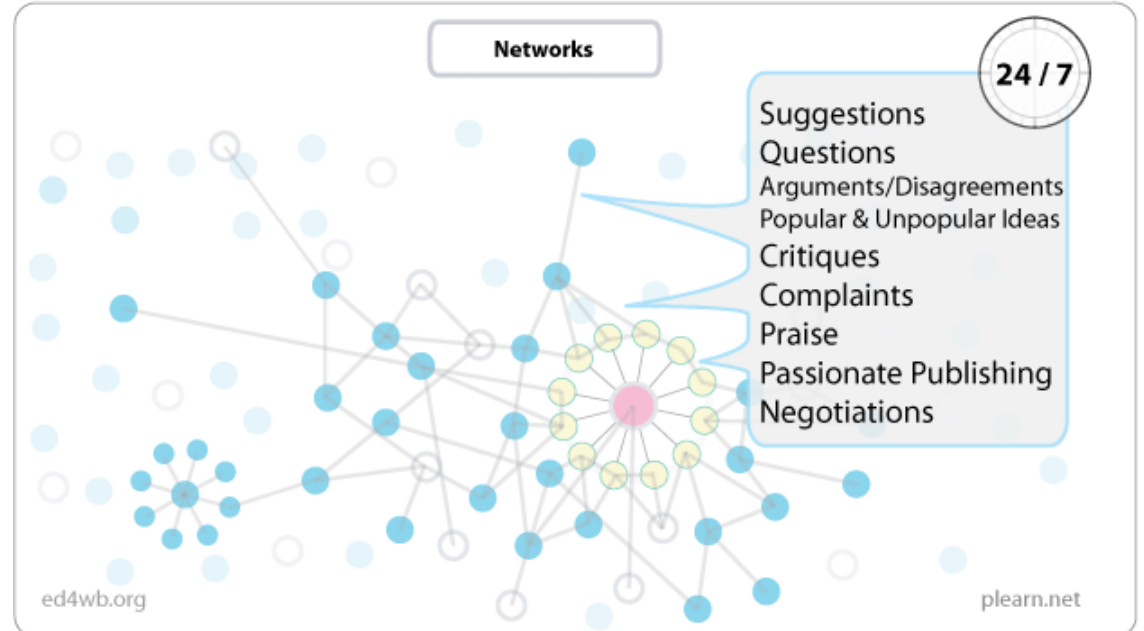 Networks
24 / 7
Suggestions
Questions
Arguments/Disagreements
Popular & Unpopular Ideas
Critiques
Complaints
Praise
Passionate Publishing
Negotiations
ed4wb.org
plearn.net